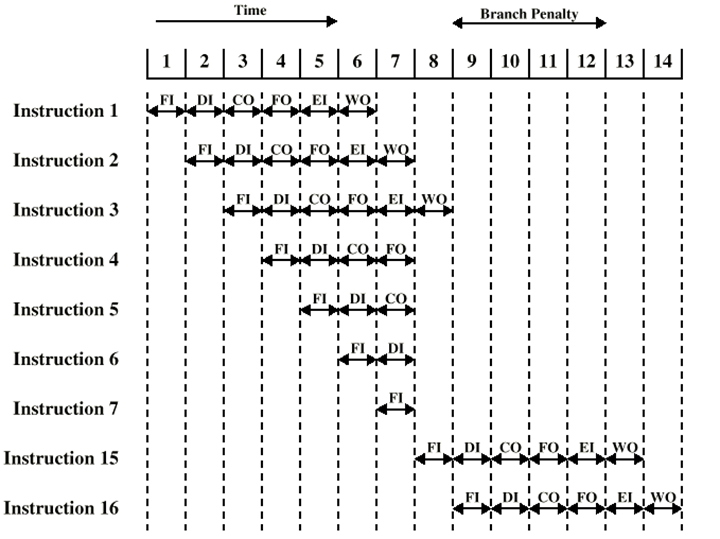 Time Branch Penalty
1 2 3 4 5 6 7 8 9 10 11 12 13 14
Instruction 1 FI DI CO FO EI WO
Instruction 2 FI DI CO FO EI WO
Instruction 3 FI DI CO FO EI WO
Instruction 4 FI DI CO FO
Instruction 5 FI DI CO
Instruction 6 FI DI
Instruction 7 FI
Instruction 15 FI DI CO FO EI WO
Instruction 16 FI DI CO FO EI WO